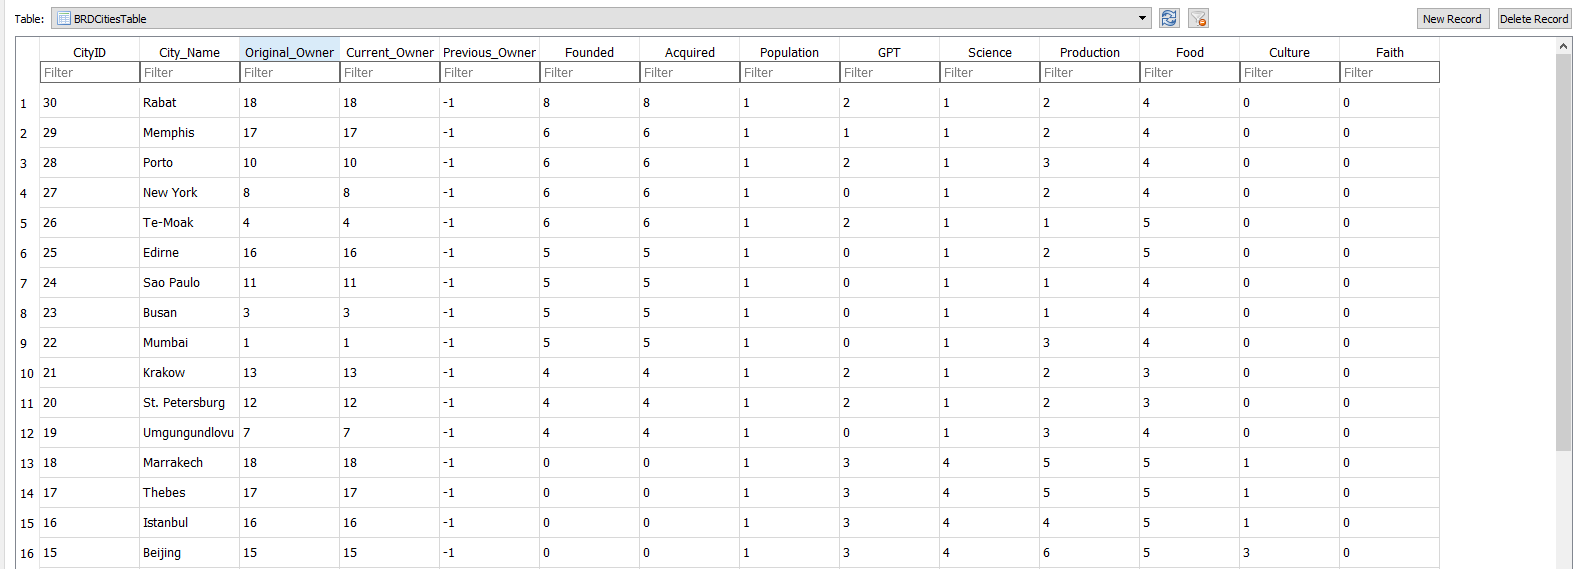 Table: BRDCitiesTable New Record Delete Record
CityID City_Name Original_Owner Current_Owner Previous_Owner Founded Acquired Population GPT Science Production Food Culture Faith
Filter Filter Filter Filter Filter Filter Filter Filter Filter Filter Filter Filter Filter Filter
1 30 Rabat 18 18 -1 8 8 1 2 1 2 4 0 0
2 29 Memphis 17 17 -1 6 6 1 1 1 2 4 0 0
3 28 Porto 10 10 -1 6 6 1 2 1 3 4 0 0
4 27 New York 8 8 -1 6 6 1 0 1 2 4 0 0
5 26 Te-Moak 4 4 -1 6 6 1 2 1 1 5 0 0
6 25 Edirne 16 16 -1 5 5 1 0 1 2 5 0 0
7 24 Sao Paulo 11 11 -1 5 5 1 0 1 1 4 0 0
8 23 Busan 3 3 -1 5 5 1 0 1 1 4 0 0
9 22 Mumbai 1 1 -1 5 5 1 0 1 3 4 0 0
10 21 Krakow 13 13 -1 4 4 1 2 1 2 3 0 0
11 20 St. Petersburg 12 12 -1 4 4 1 2 1 2 3 0 0
12 19 Umgungundlovu 7 7 -1 4 4 1 0 1 3 4 0 0
13 18 Marrakech 18 18 -1 0 0 1 3 4 5 5 1 0
14 17 Thebes 17 17 -1 0 0 1 3 4 5 5 1 0
15 16 Istanbul 16 16 -1 0 0 1 3 4 4 5 1 0
16 15 Beijing 15 15 -1 0 0 1 3 4 6 5 3 0